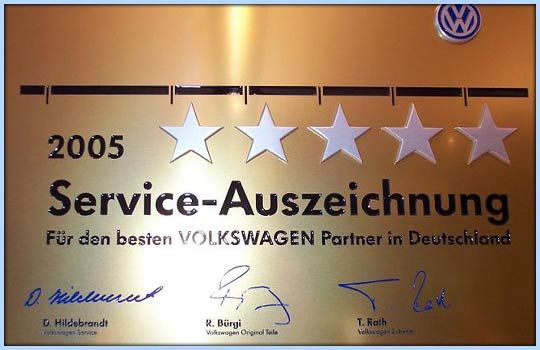 2005
Service-Auszeichnung
Für den besten VOLKSWAGEN Partner in Deutschland
D. Hildebrandt
Volkswagen Service
R. Bürgi
Volkswagen Original Teile
T. Rath
Volkswagen Zubehör